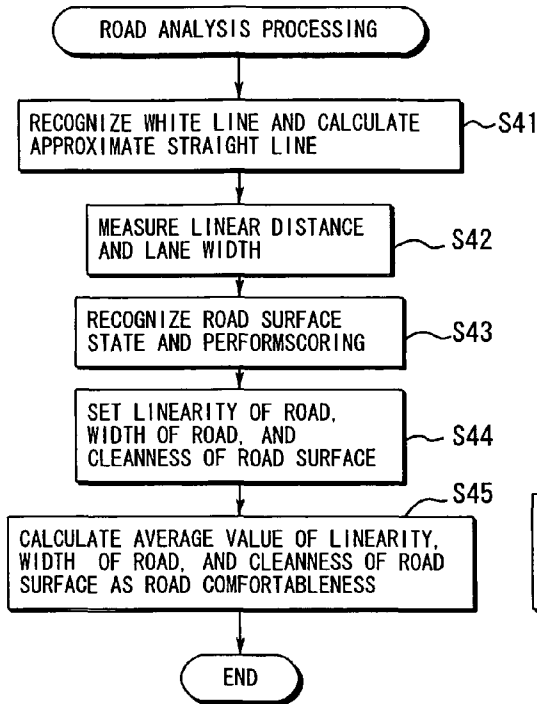 ROAD ANALYSIS PROCESSING
RECOGNIZE WHITE LINE AND CALCULATE
APPROXIMATE STRAIGHT LINE
S41
MEASURE LINEAR DISTANCE
AND LANE WIDTH
S42
RECOGNIZE ROAD SURFACE
STATE AND PERFORMSCORING
S43
SET LINEARITY OF ROAD,
WIDTH OF ROAD, AND
CLEANNESS OF ROAD SURFACE
S44
S45
CALCULATE AVERAGE VALUE OF LINEARITY,
WIDTH OF ROAD, AND CLEANNESS OF ROAD
SURFACE AS ROAD COMFORTABLENESS
END